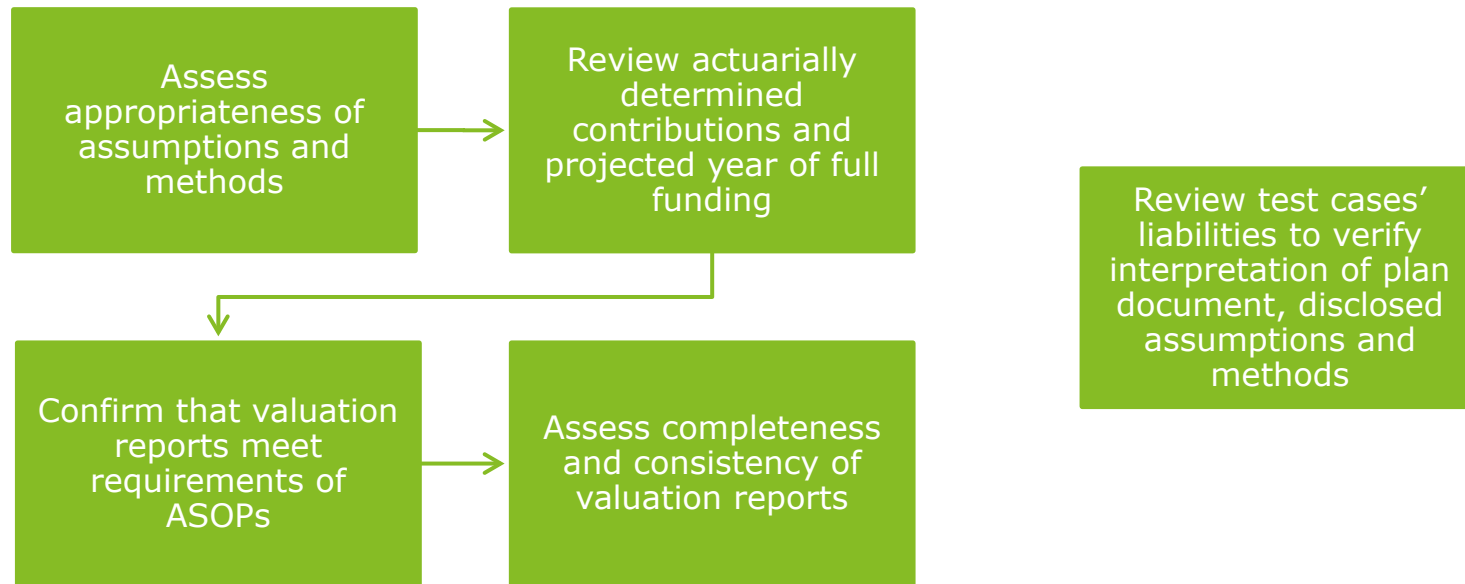 Assess
appropriateness of
assumptions and
methods
Review actuarially
determined
contributions and
projected year of full
funding
Confirm that valuation
reports meet
requirements of
ASOPs
Assess completeness
and consistency of
valuation reports
Review test cases’
liabilities to verify
interpretation of plan
document, disclosed
assumptions and
methods